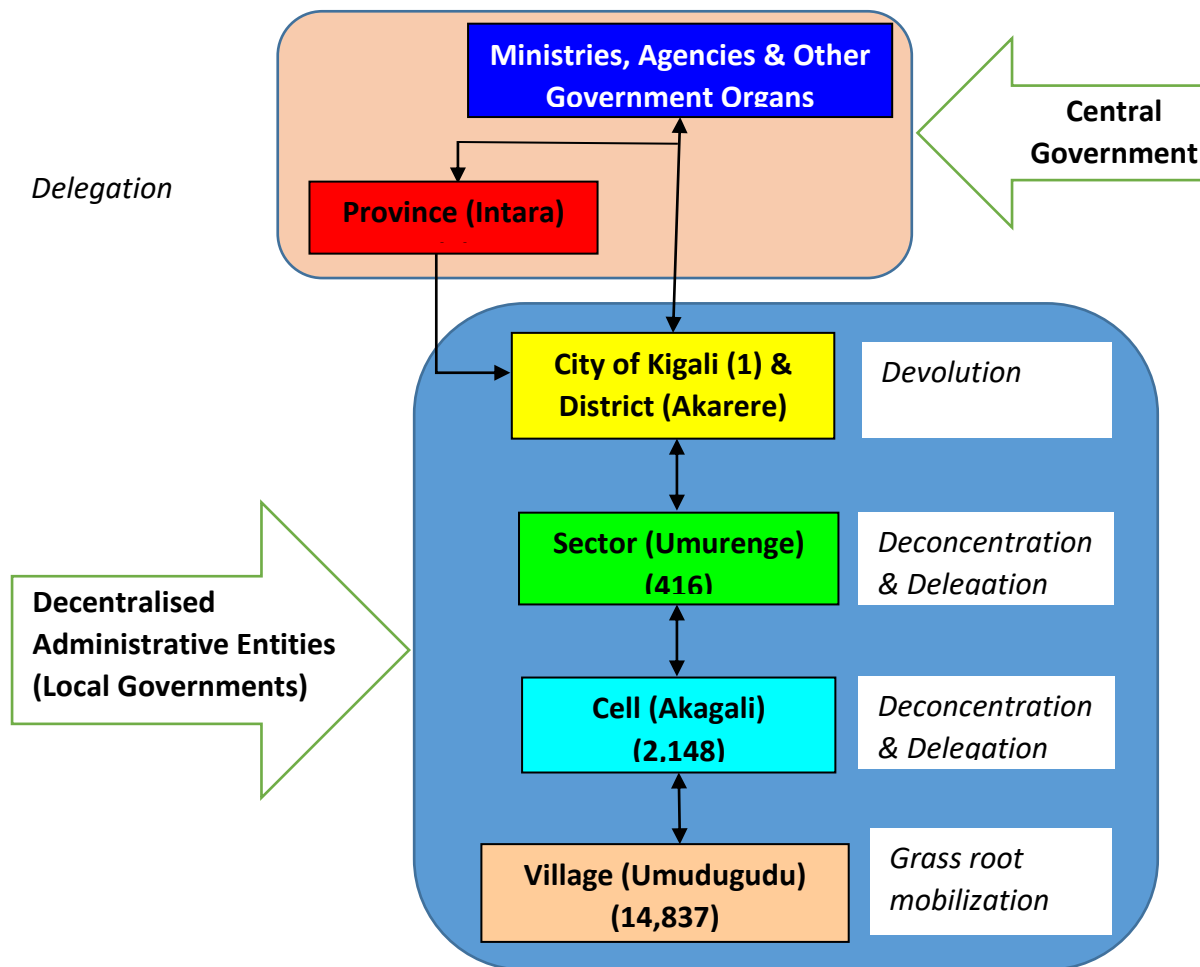 Ministries, Agencies & Other
Government Organs
Central
Government
Delegation
Province (Intara)
City of Kigali (1) &
District (Akarere)
Devolution
Sector (Umurenge)
(416)
Deconcentration
& Delegation
Decentralised
Administrative Entities
(Local Governments)
Cell (Akagali)
(2,148)
Deconcentration
& Delegation
Village (Umudugudu)
(14,837)
Grass root
mobilization